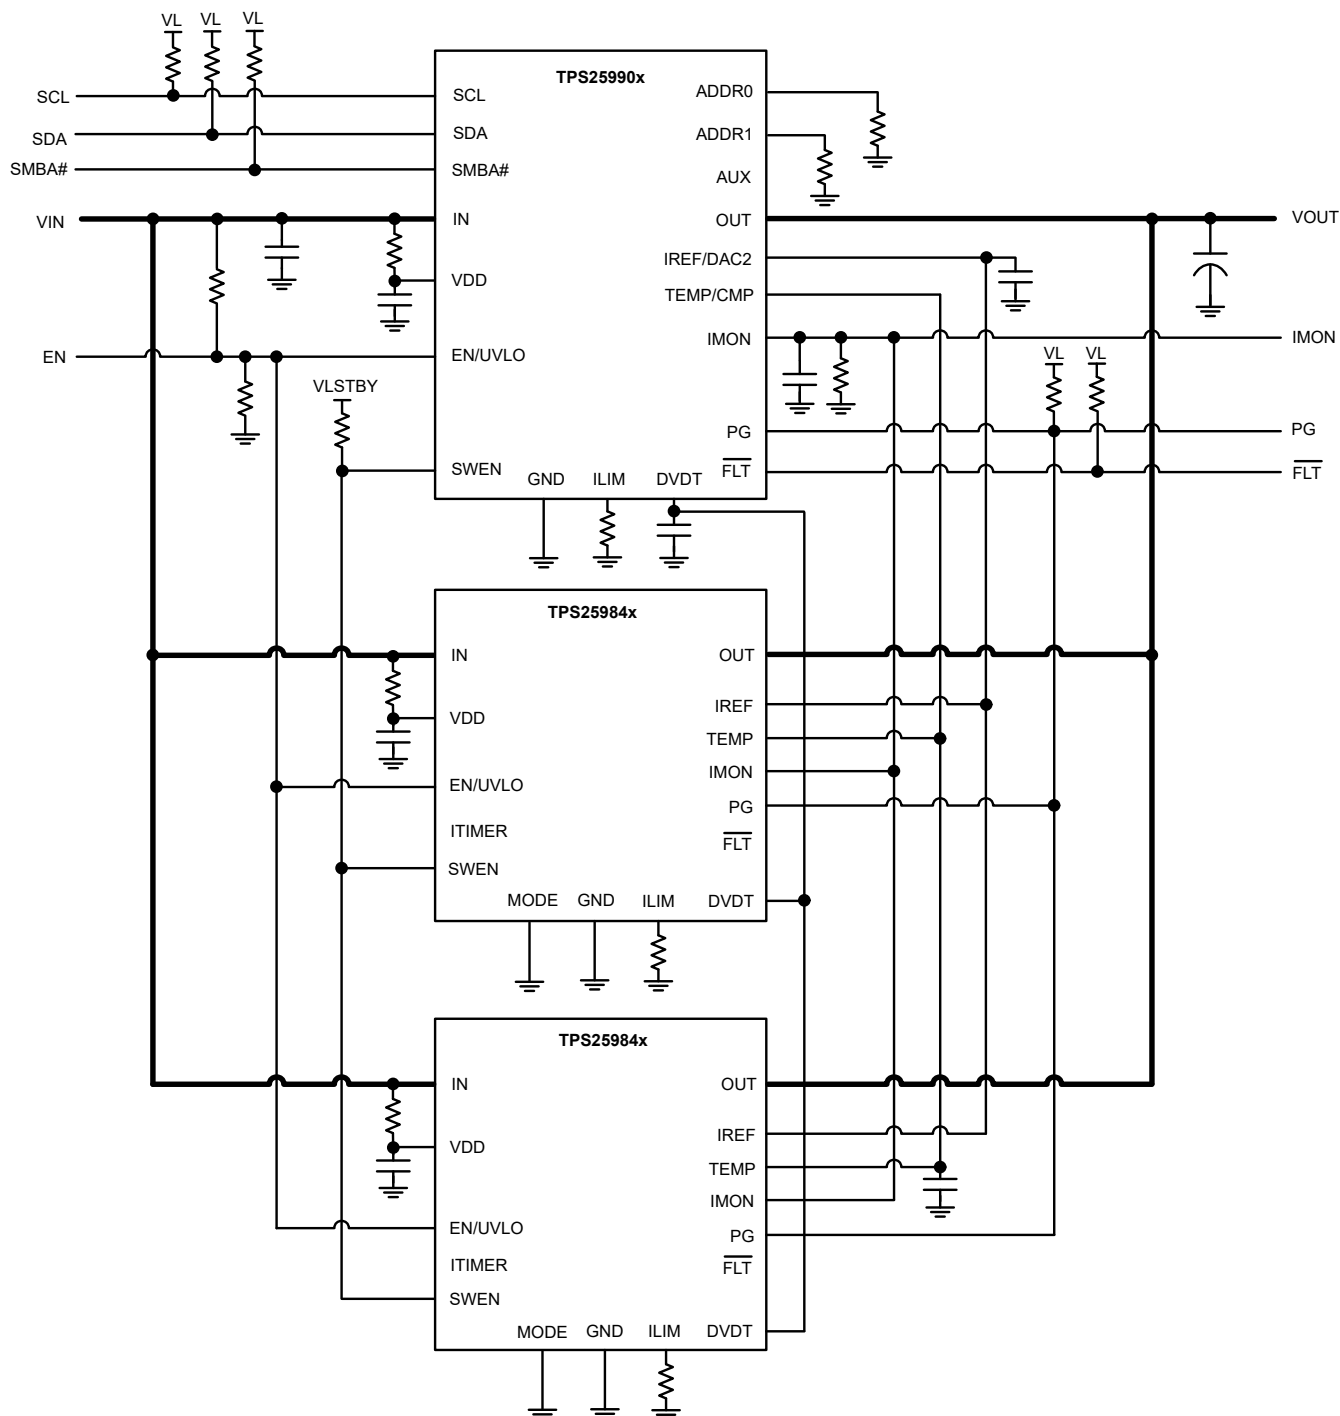 VL VL VL
TPS25990x
SCL SCL ADDR0
SDA SDA ADDR1
SMBA# SMBA# AUX
VIN IN OUT VOUT
IREF/DAC2
VDD TEMP/CMP
IMON IMON
EN EN/UVLO VL VL
VLSTBY
PG PG
SWEN FLT FLT
GND ILIM DVDT
TPS25984x
IN OUT
IREF
VDD TEMP
IMON
EN/UVLO PG
ITIMER FLT
SWEN
MODE GND ILIM DVDT
TPS25984x
IN OUT
IREF
VDD TEMP
IMON
EN/UVLO PG
ITIMER FLT
SWEN
MODE GND ILIM DVDT